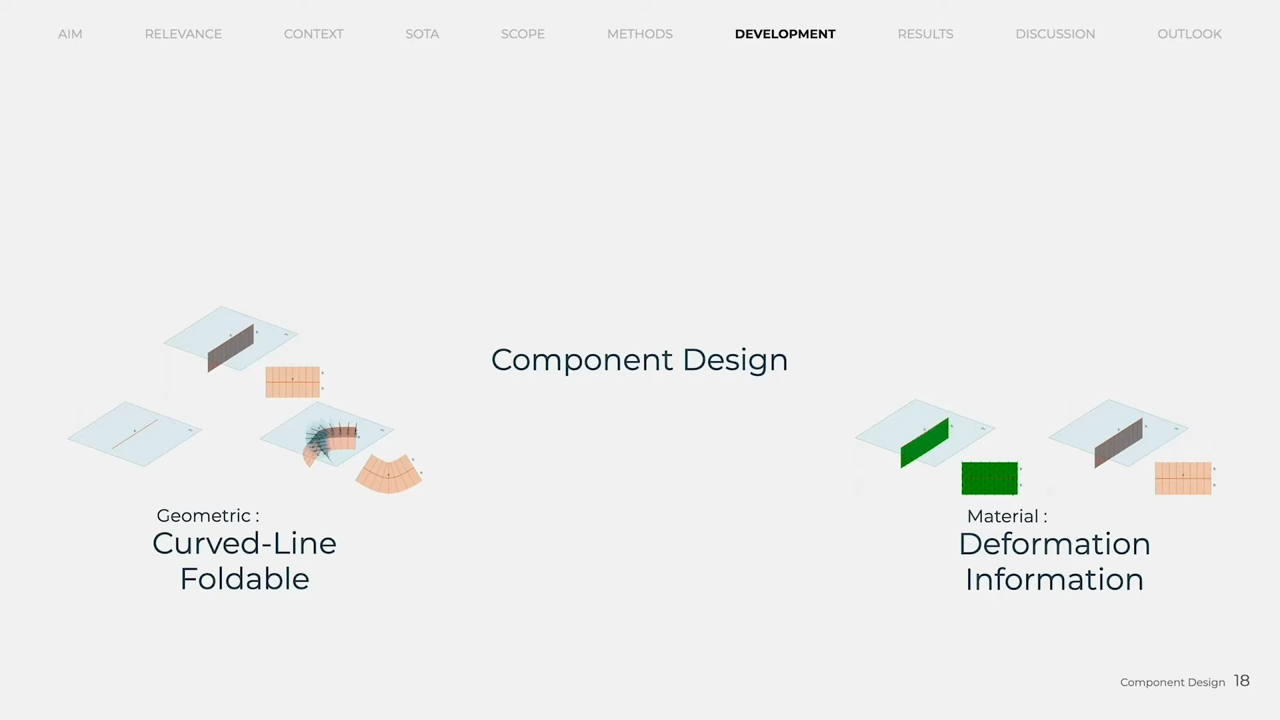 AIM RELEVANCE CONTEXT SOTA SCOPE METHODS DEVELOPMENT RESULTS DISCUSSION OUTLOOK
Component Design
Geometric :
Curved-Line
Foldable
Material :
Deformation
Information
Component Design 18